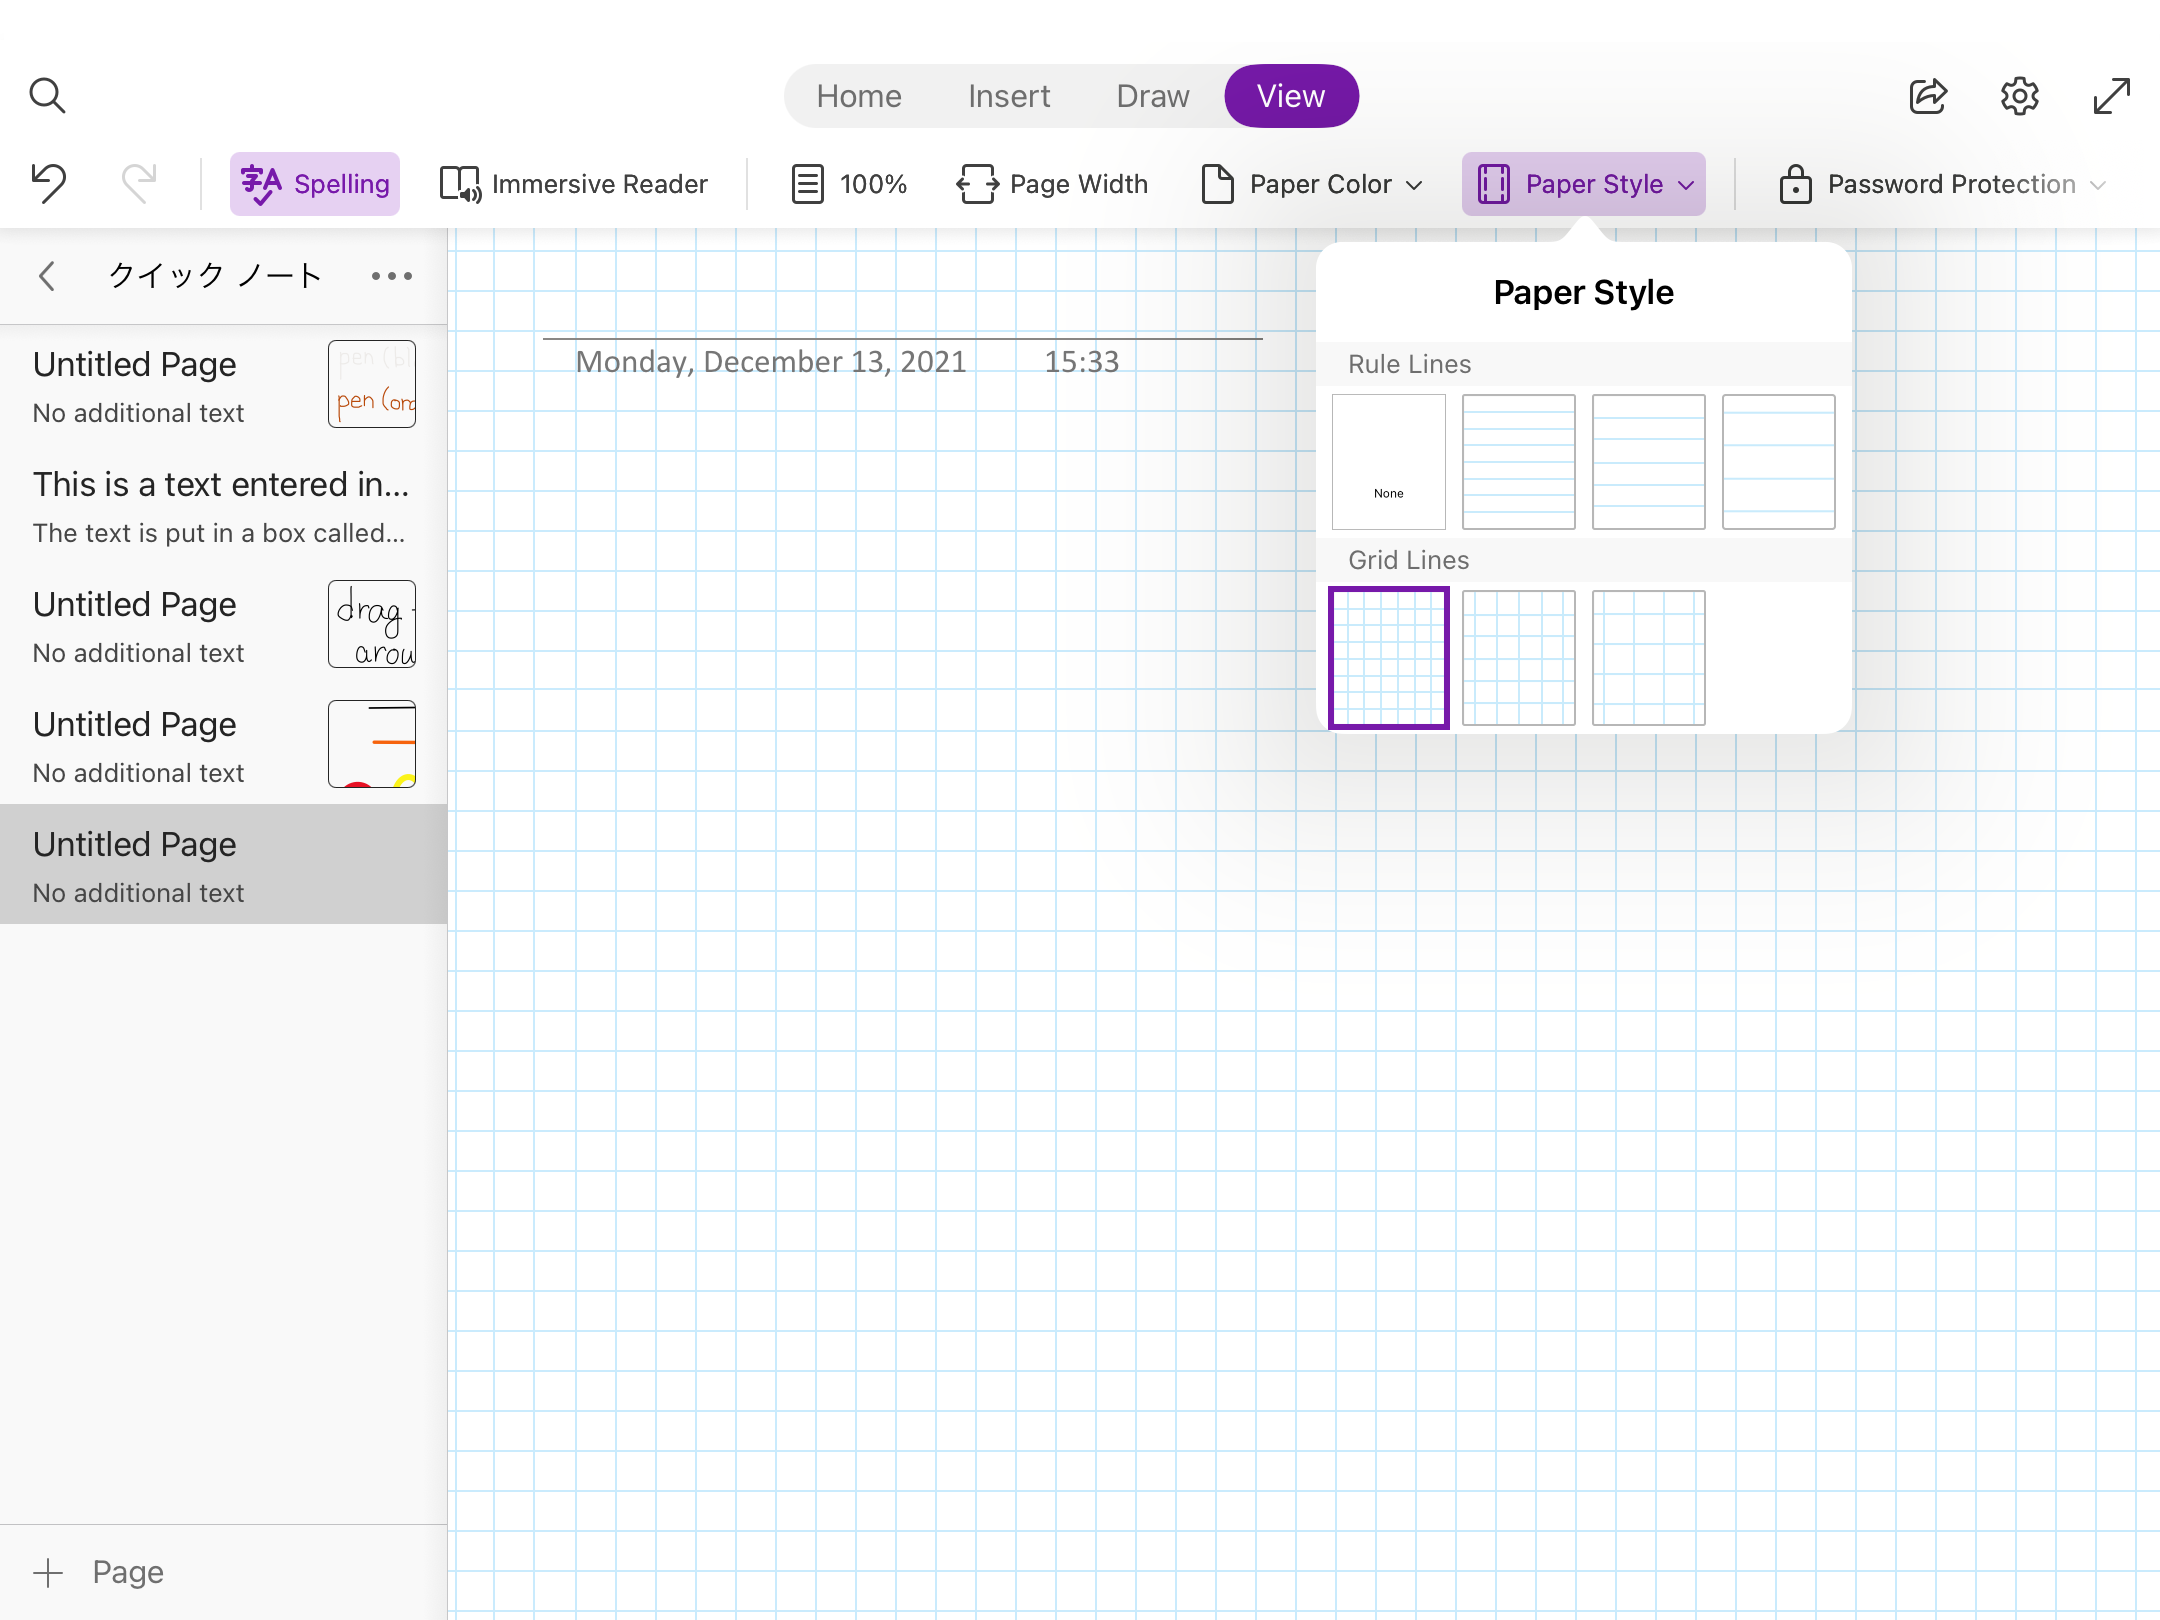 Home Insert Draw View
Spelling Immersive Reader 100% Page Width Paper Color Paper Style Password Protection
クイック ノート
Untitled Page
No additional text
pen (bl
pen (ora
This is a text entered in...
The text is put in a box called...
Untitled Page
No additional text
drag
arou
Untitled Page
No additional text
Untitled Page
No additional text
Page
Monday, December 13, 2021 15:33
Paper Style
Rule Lines
None
Grid Lines